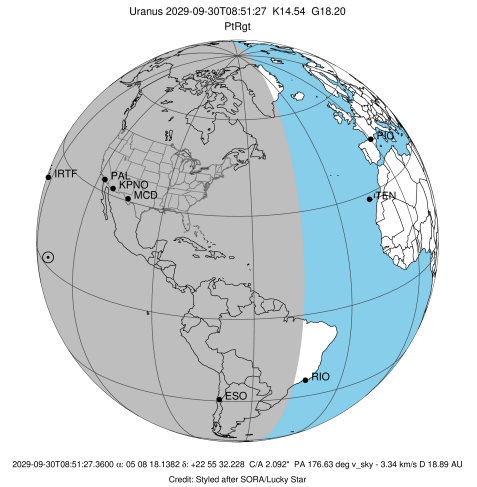 Uranus 2029-09-30T08:51:27  K14.54  G18.20
PtRgt
PIC
IRTF
PAL
KPNO
MCD
TEN
RIO
ESO
2029-09-30T08:51:27.3600 α: 05 08 18.1382 δ: +22 55 32.228  C/A 2.092"  PA 176.63 deg v_sky - 3.34 km/s D 18.89 AU
Credit: Styled after SORA/Lucky Star